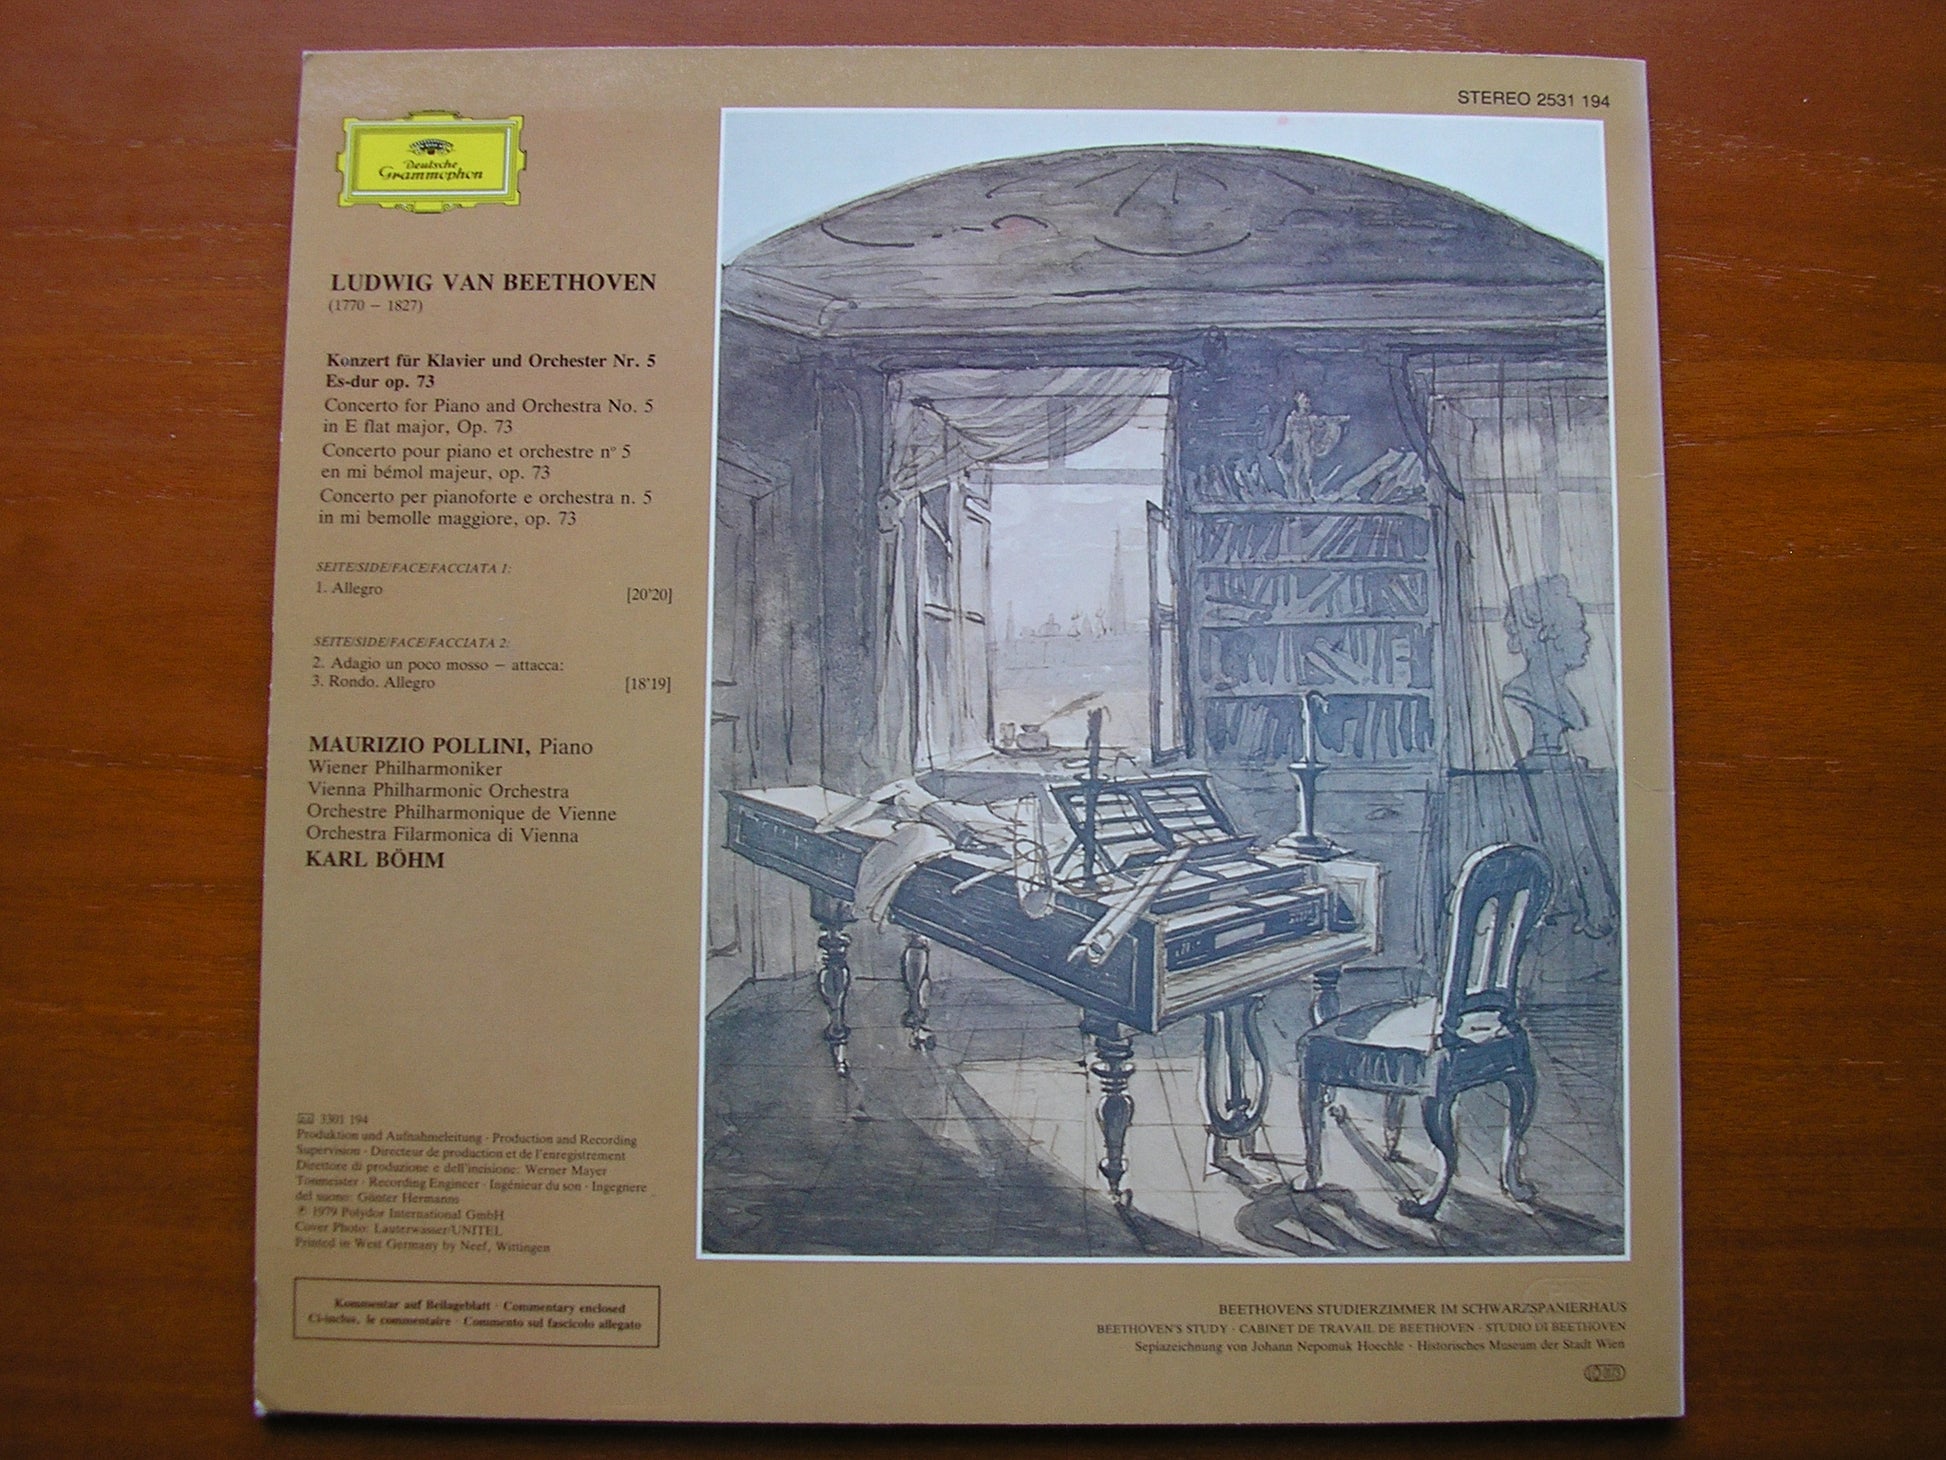 STEREO 2531 194
Deutsche
Grammophon
LUDWIG VAN BEETHOVEN
(1770 – 1827)
Konzert für Klavier und Orchester Nr. 5
Es-dur op. 73
Concerto for Piano and Orchestra No. 5
in E flat major, Op. 73
Concerto pour piano et orchestre n° 5
en mi bémol majeur, op. 73
Concerto per pianoforte e orchestra n. 5
in mi bemolle maggiore, op. 73
SEITE/SIDE/FACE/FACCIATA 1:
1. Allegro [20'20]
SEITE/SIDE/FACE/FACCIATA 2:
2. Adagio un poco mosso – attacca:
3. Rondo. Allegro [18'19]
MAURIZIO POLLINI, Piano
Wiener Philharmoniker
Vienna Philharmonic Orchestra
Orchestre Philharmonique de Vienne
Orchestra Filarmonica di Vienna
KARL BÖHM
3301 194
Produktion und Aufnahmeleitung · Production and Recording
Supervision · Directeur de production et de l'enregistrement
Direttore di produzione e dell'incisione: Werner Mayer
Tonmeister · Recording Engineer · Ingénieur du son · Ingegnere
del suono: Günter Hermanns
℗ 1979 Polydor International GmbH
Cover Photo: Lauterwasser/UNITEL
Printed in West Germany by Neef, Wittingen
Kommentar auf Beilageblatt · Commentary enclosed
Ci-inclus, le commentaire · Commento sul fascicolo allegato
BEETHOVENS STUDIERZIMMER IM SCHWARZSPANIERHAUS
BEETHOVEN'S STUDY · CABINET DE TRAVAIL DE BEETHOVEN · STUDIO DI BEETHOVEN
Sepiazeichnung von Johann Nepomuk Hoechle · Historisches Museum der Stadt Wien